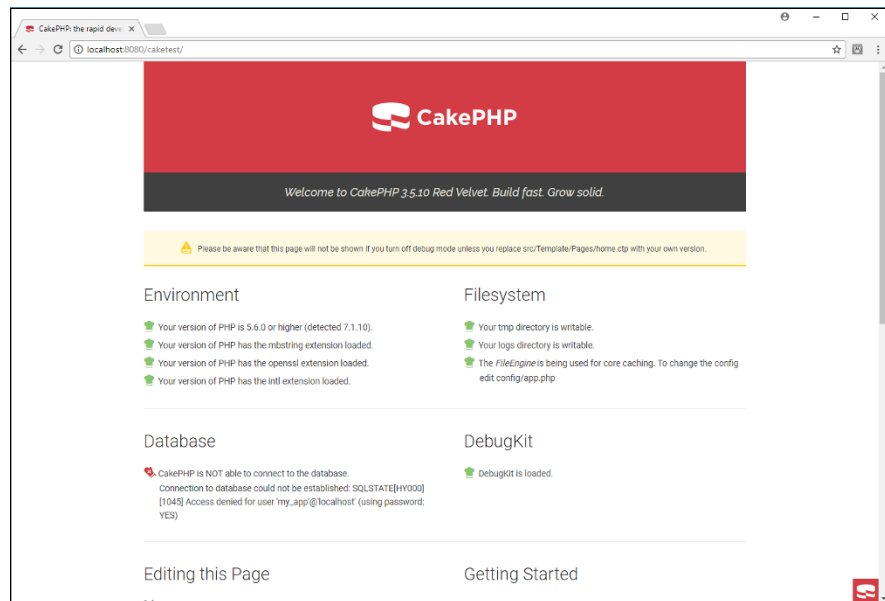 CakePHP: the rapid deve
localhost:8080/caketest/
CakePHP
Welcome to CakePHP 3.5.10 Red Velvet. Build fast. Grow solid.
Please be aware that this page will not be shown if you turn off debug mode unless you replace src/Template/Pages/home.ctp with your own version.
Environment
Your version of PHP is 5.6.0 or higher (detected 7.1.10).
Your version of PHP has the mbstring extension loaded.
Your version of PHP has the openssl extension loaded.
Your version of PHP has the intl extension loaded.
Filesystem
Your tmp directory is writable.
Your logs directory is writable.
The FileEngine is being used for core caching. To change the config
edit config/app.php
Database
CakePHP is NOT able to connect to the database.
Connection to database could not be established: SQLSTATE[HY000]
[1045] Access denied for user 'my_app'@'localhost' (using password:
YES)
DebugKit
DebugKit is loaded.
Editing this Page
Getting Started